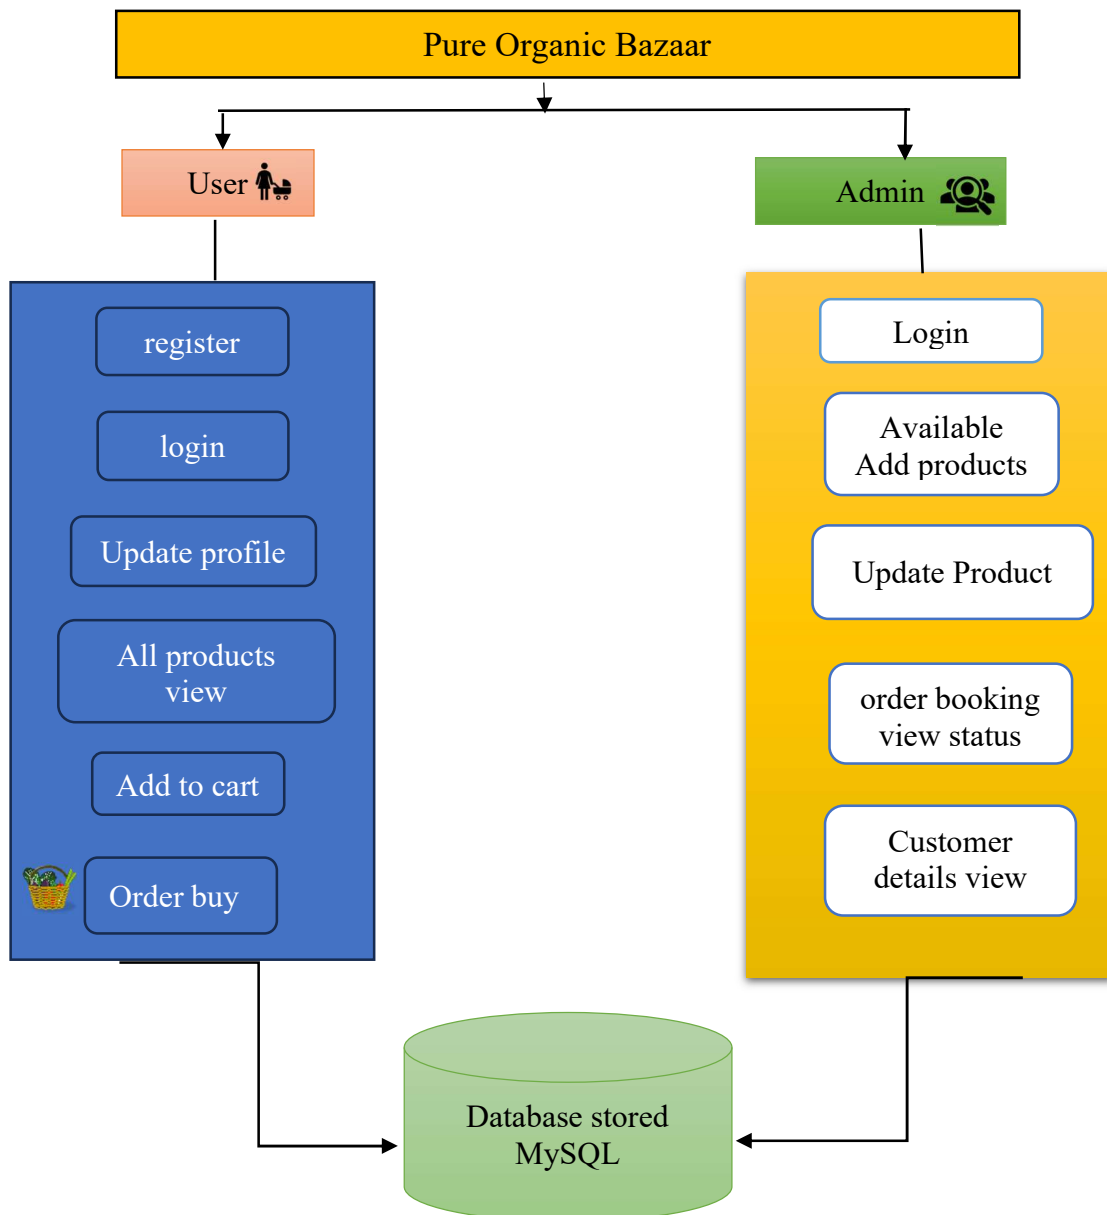 Pure Organic Bazaar
User
Admin
register
login
Update profile
All products
view
Add to cart
Order buy
Login
Available
Add products
Update Product
order booking
view status
Customer
details view
Database stored
MySQL